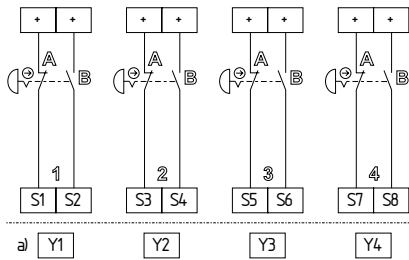 + + + + + + + +
A A A A
B B B B
1 2 3 4
S1 S2 S3 S4 S5 S6 S7 S8
a) Y1 Y2 Y3 Y4